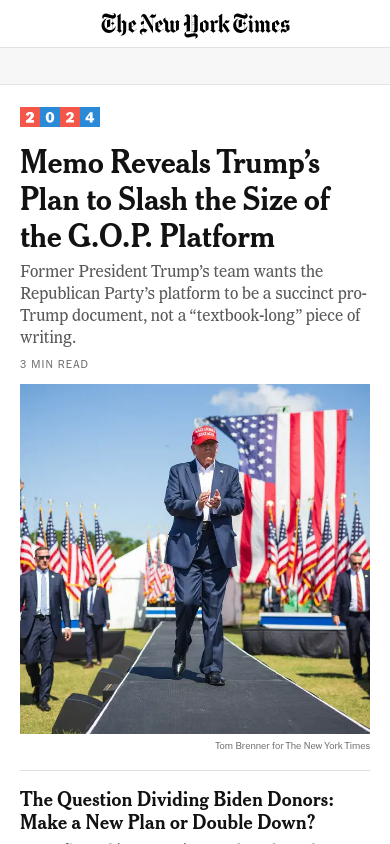 The New York Times
2024
Memo Reveals Trump’s
Plan to Slash the Size of
the G.O.P. Platform
Former President Trump’s team wants the
Republican Party’s platform to be a succinct pro-
Trump document, not a “textbook-long” piece of
writing.
3 MIN READ
Tom Brenner for The New York Times
The Question Dividing Biden Donors:
Make a New Plan or Double Down?